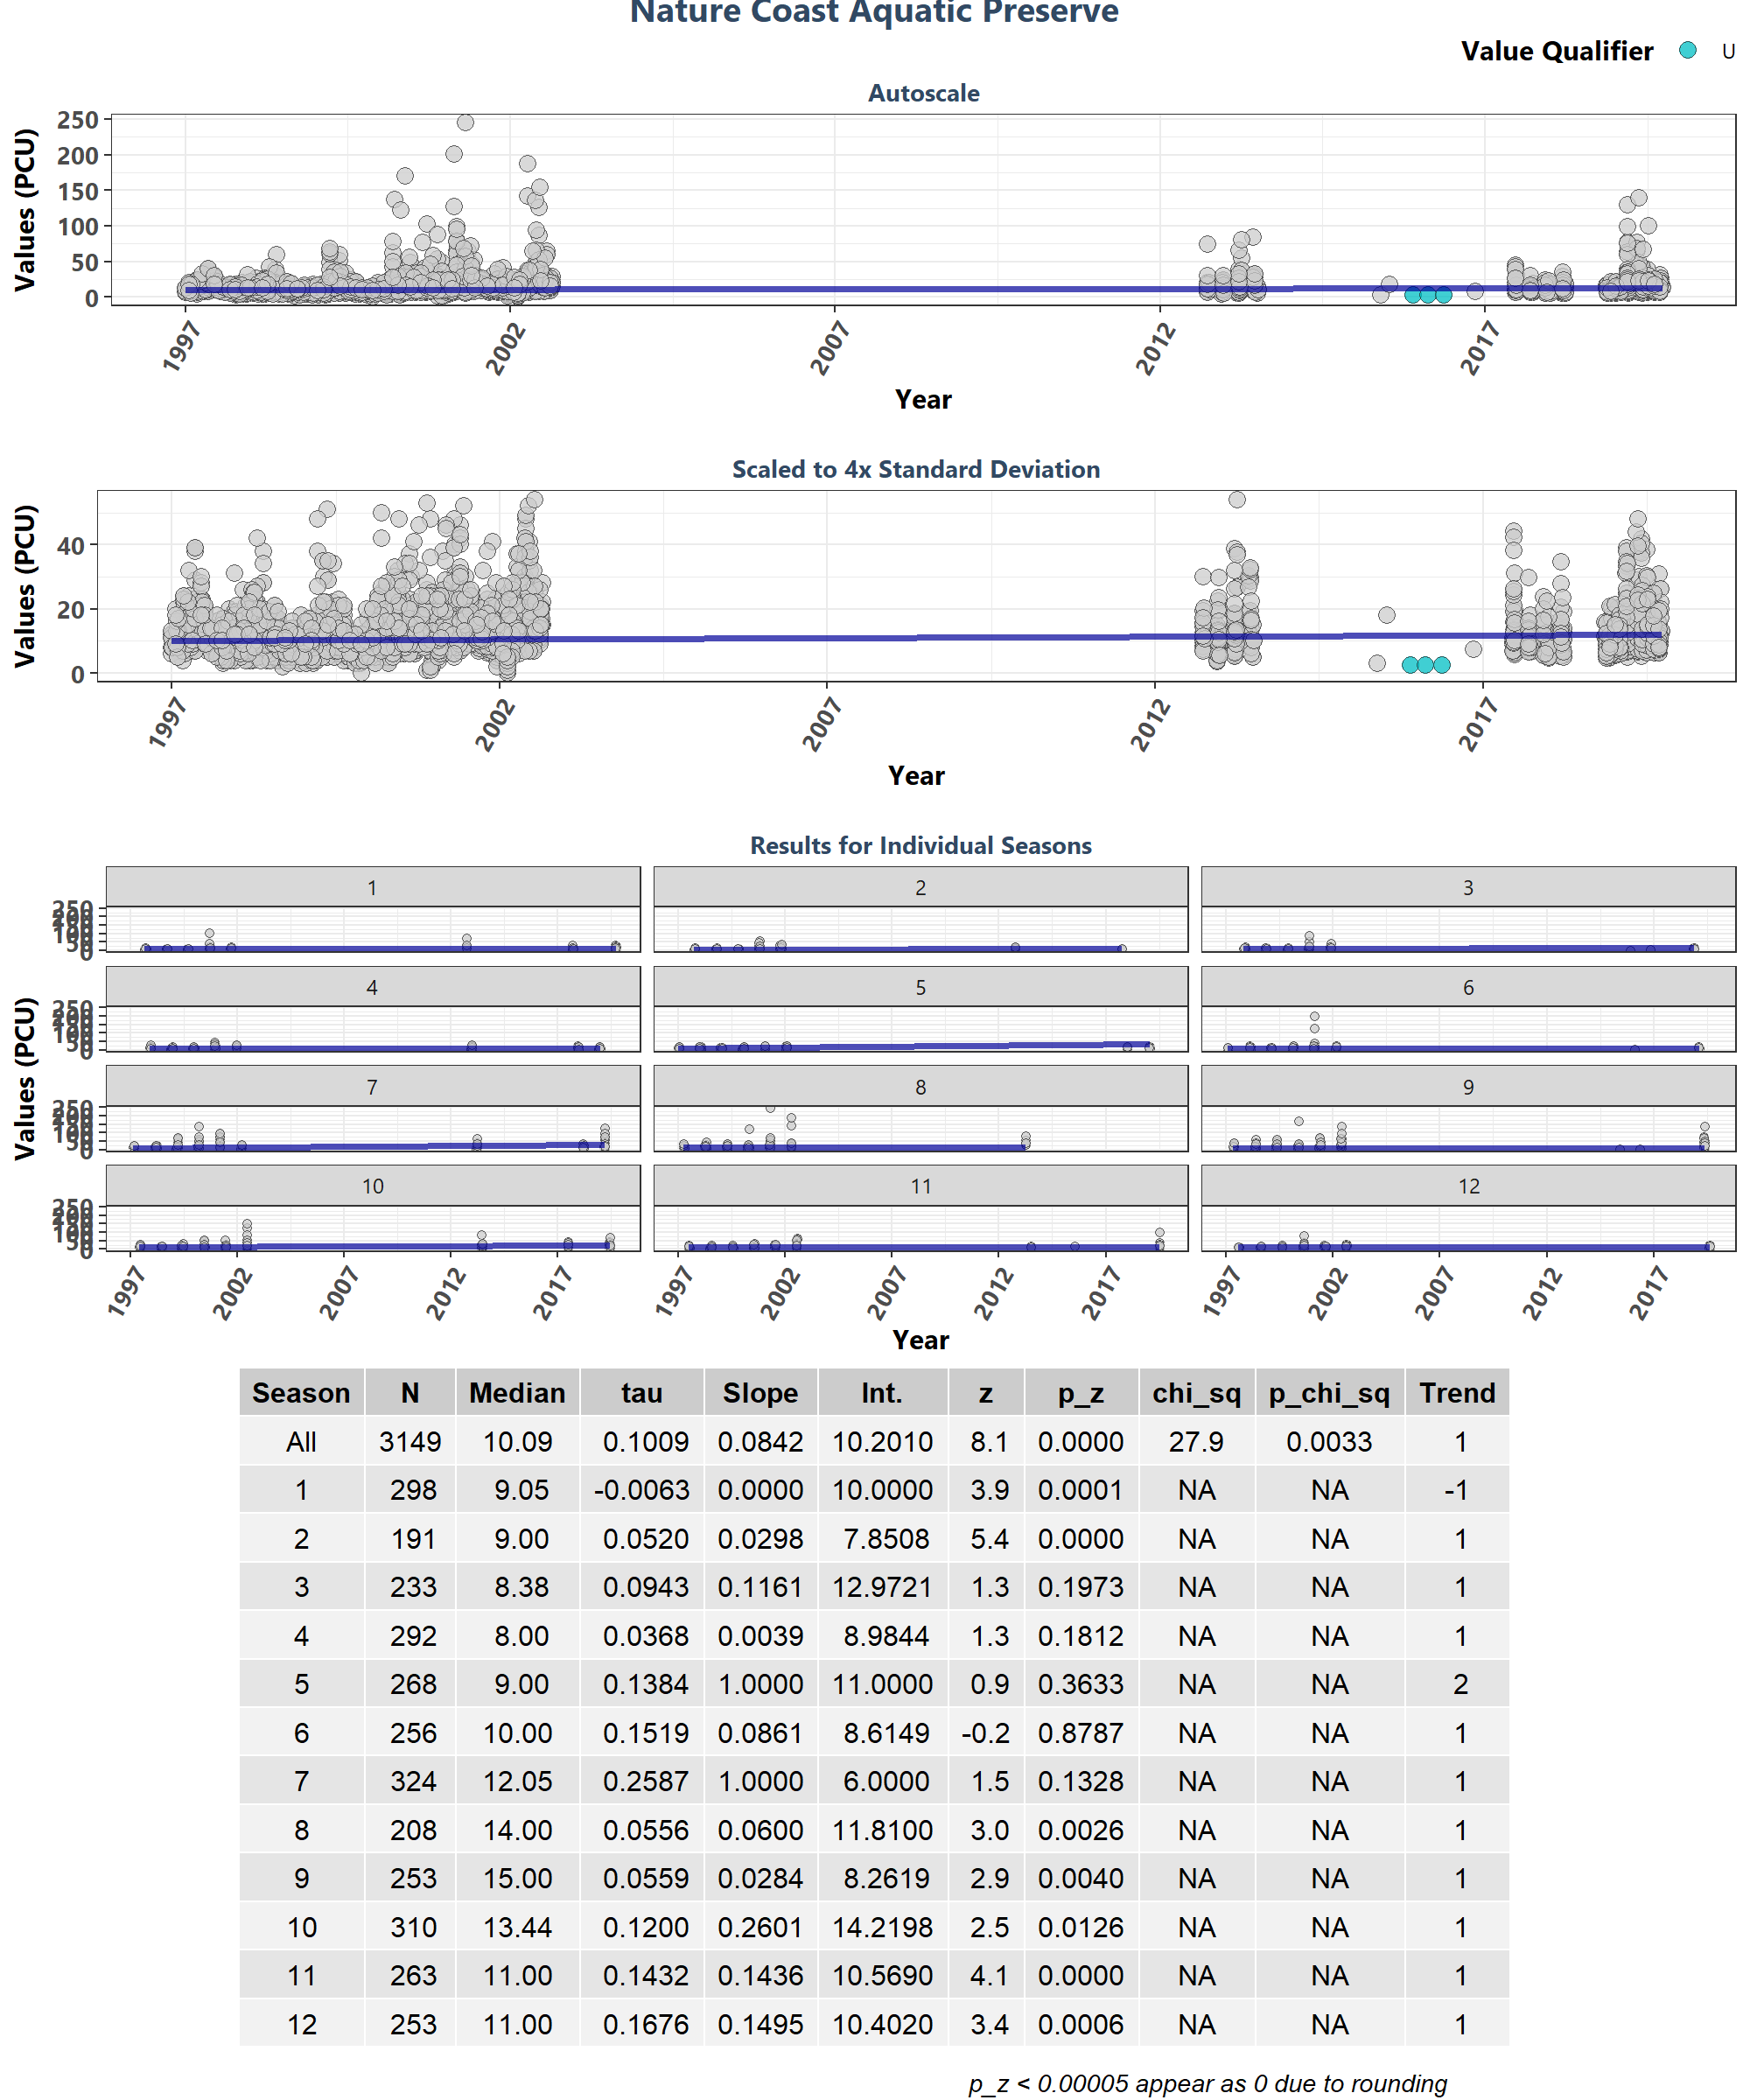 Nature Coast Aquatic Preserve
Value Qualifier U
Autoscale
Values (PCU)
250
200
150
100
50
0
1997 2002 2007 2012 2017
Year
Scaled to 4x Standard Deviation
Values (PCU)
40
20
0
1997 2002 2007 2012 2017
Year
Results for Individual Seasons
Values (PCU)
1 2 3
250
0
4 5 6
250
0
7 8 9
250
0
10 11 12
250
0
1997 2002 2007 2012 2017 1997 2002 2007 2012 2017 1997 2002 2007 2012 2017
Year
Season N Median tau Slope Int. z p_z chi_sq p_chi_sq Trend
All 3149 10.09 0.1009 0.0842 10.2010 8.1 0.0000 27.9 0.0033 1
1 298 9.05 -0.0063 0.0000 10.0000 3.9 0.0001 NA NA -1
2 191 9.00 0.0520 0.0298 7.8508 5.4 0.0000 NA NA 1
3 233 8.38 0.0943 0.1161 12.9721 1.3 0.1973 NA NA 1
4 292 8.00 0.0368 0.0039 8.9844 1.3 0.1812 NA NA 1
5 268 9.00 0.1384 1.0000 11.0000 0.9 0.3633 NA NA 2
6 256 10.00 0.1519 0.0861 8.6149 -0.2 0.8787 NA NA 1
7 324 12.05 0.2587 1.0000 6.0000 1.5 0.1328 NA NA 1
8 208 14.00 0.0556 0.0600 11.8100 3.0 0.0026 NA NA 1
9 253 15.00 0.0559 0.0284 8.2619 2.9 0.0040 NA NA 1
10 310 13.44 0.1200 0.2601 14.2198 2.5 0.0126 NA NA 1
11 263 11.00 0.1432 0.1436 10.5690 4.1 0.0000 NA NA 1
12 253 11.00 0.1676 0.1495 10.4020 3.4 0.0006 NA NA 1
p_z < 0.00005 appear as 0 due to rounding